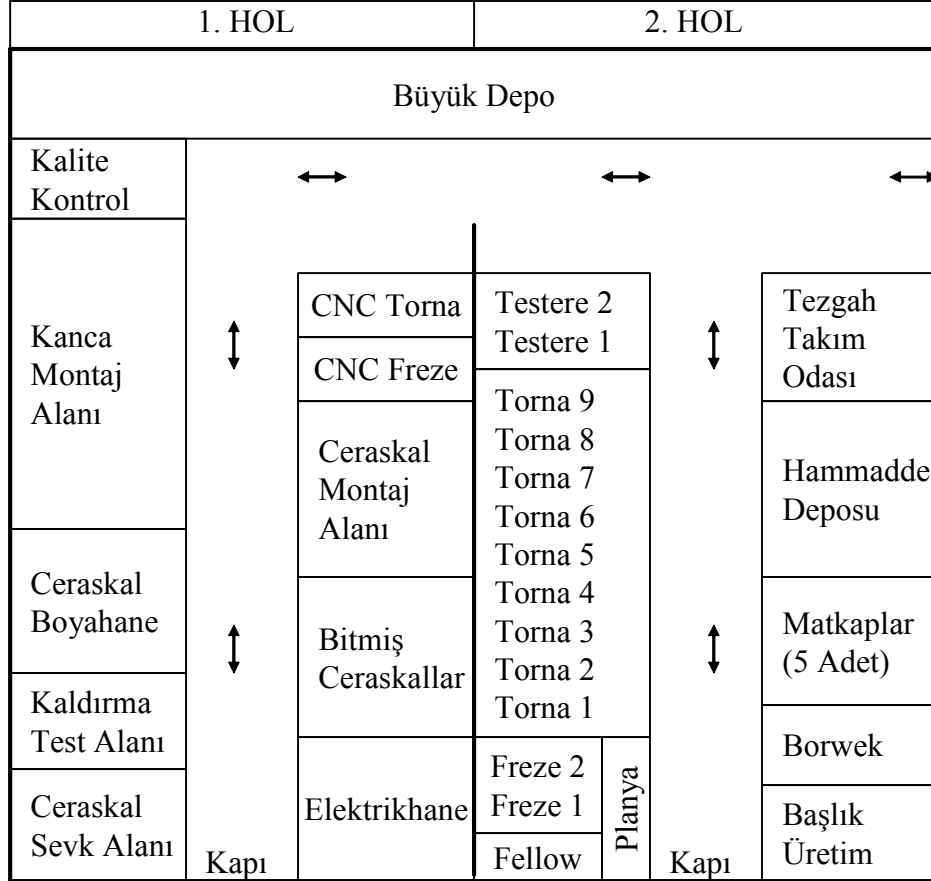 1. HOL
2. HOL
Büyük Depo
Kalite
Kontrol
Kanca
Montaj
Alanı
Ceraskal
Boyahane
Kaldırma
Test Alanı
Ceraskal
Sevk Alanı
Kapı
CNC Torna
CNC Freze
Ceraskal
Montaj
Alanı
Bitmiş
Ceraskallar
Elektrikhane
Testere 2
Testere 1
Torna 9
Torna 8
Torna 7
Torna 6
Torna 5
Torna 4
Torna 3
Torna 2
Torna 1
Freze 2
Freze 1
Fellow
Planya
Kapı
Tezgah
Takım
Odası
Hammadde
Deposu
Matkaplar
(5 Adet)
Borwek
Başlık
Üretim